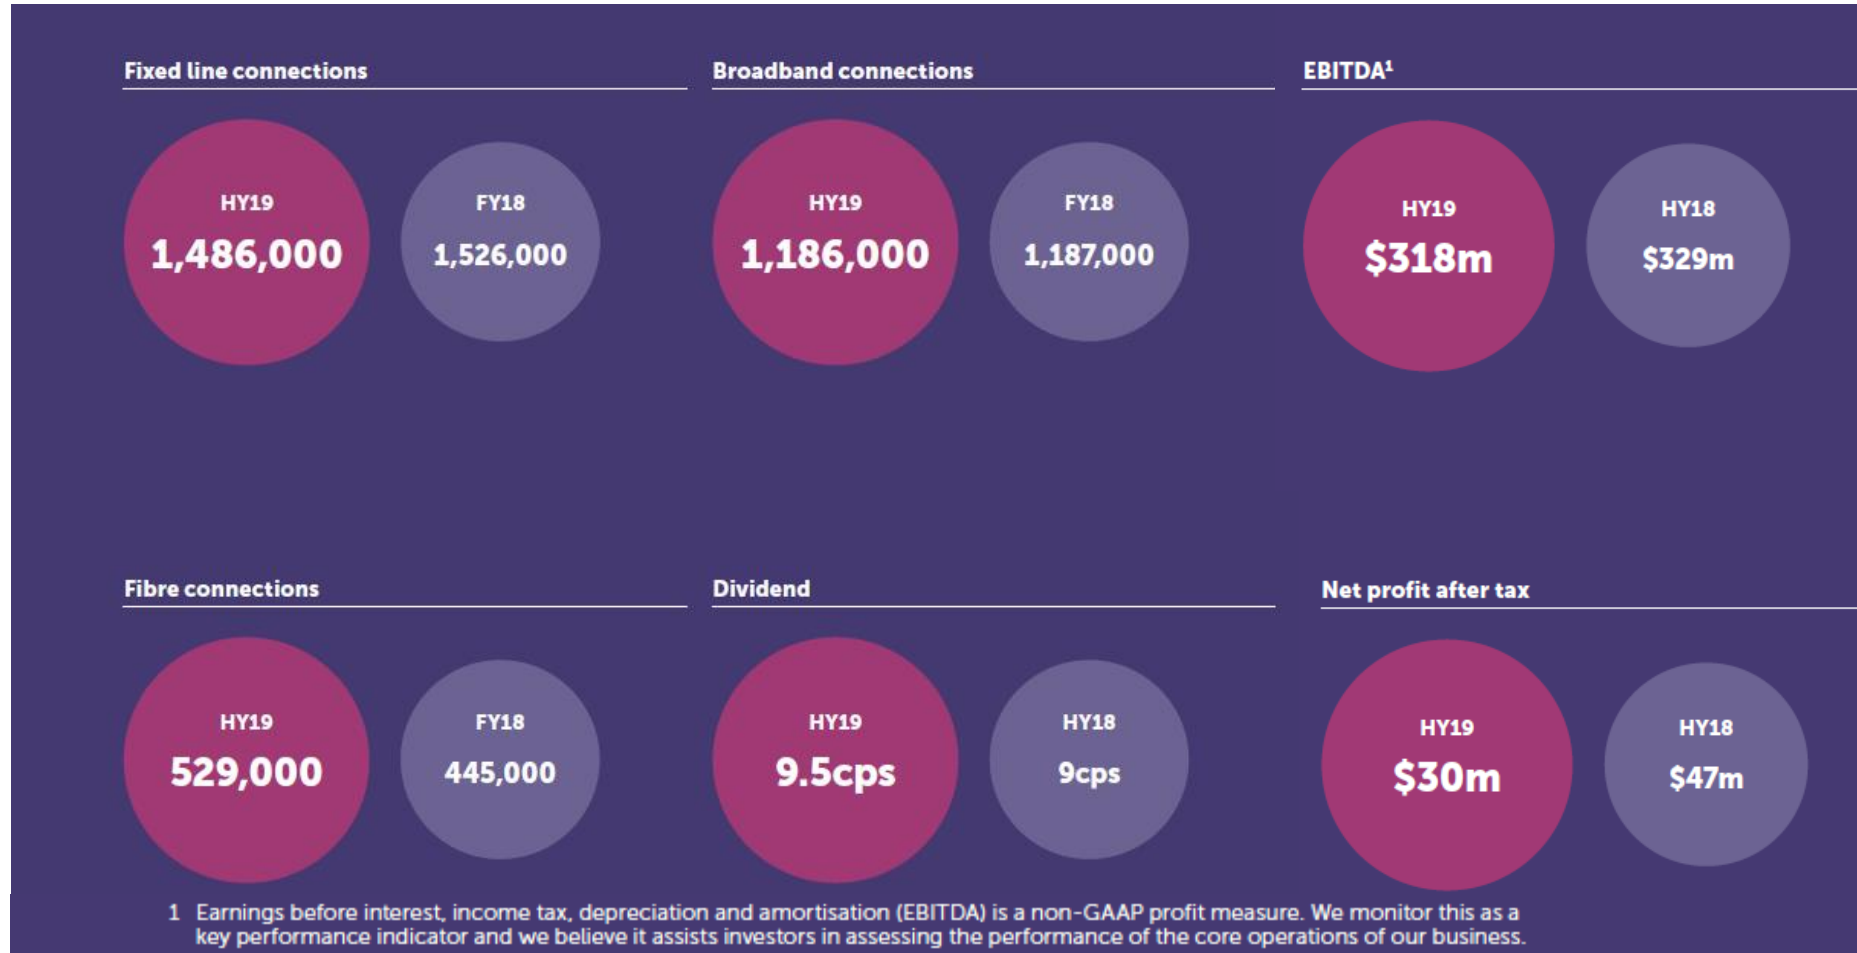 Fixed line connections
HY19
1,486,000
FY18
1,526,000
Broadband connections
HY19
1,186,000
FY18
1,187,000
EBITDA¹
HY19
$318m
HY18
$329m
Fibre connections
HY19
529,000
FY18
445,000
Dividend
HY19
9.5cps
HY18
9cps
Net profit after tax
HY19
$30m
HY18
$47m
1 Earnings before interest, income tax, depreciation and amortisation (EBITDA) is a non-GAAP profit measure. We monitor this as a
key performance indicator and we believe it assists investors in assessing the performance of the core operations of our business.